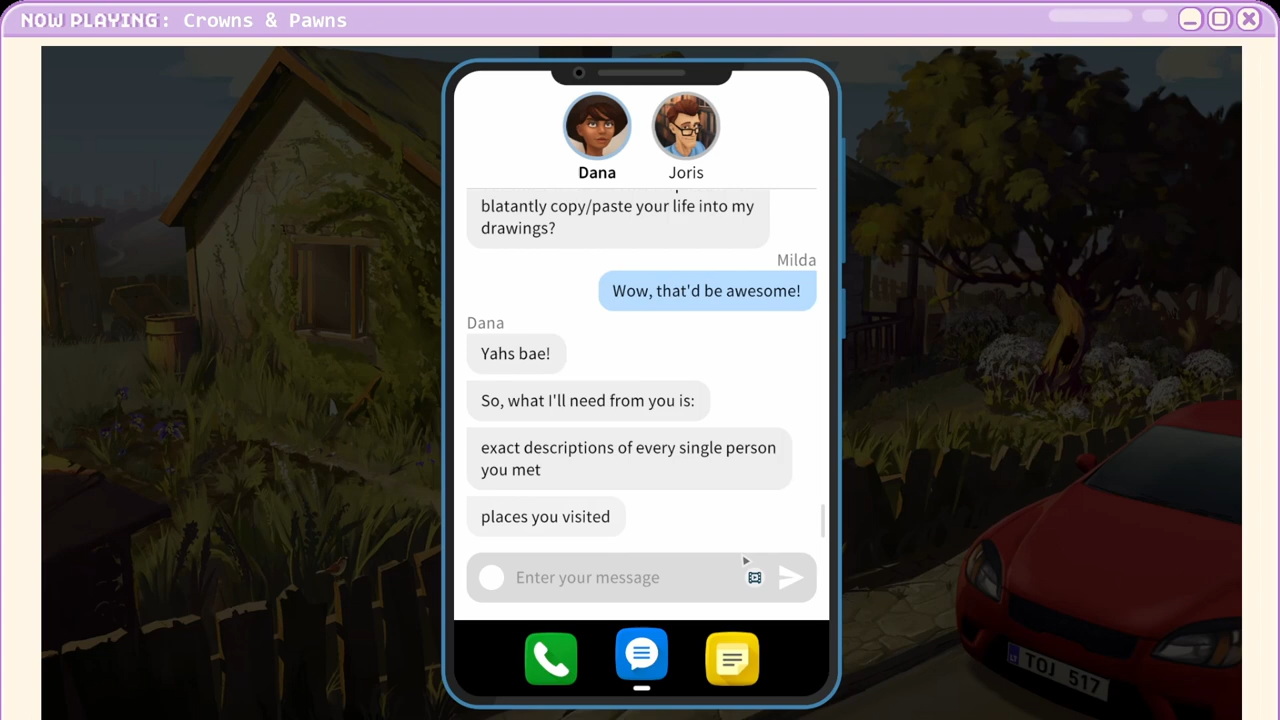 NOW PLAYING: Crowns & Pawns
Dana
Joris
blatantly copy/paste your life into my
drawings?
Milda
Wow, that'd be awesome!
Dana
Yahs bae!
So, what I'll need from you is:
exact descriptions of every single person
you met
places you visited
Enter your message
LT
TOJ 517